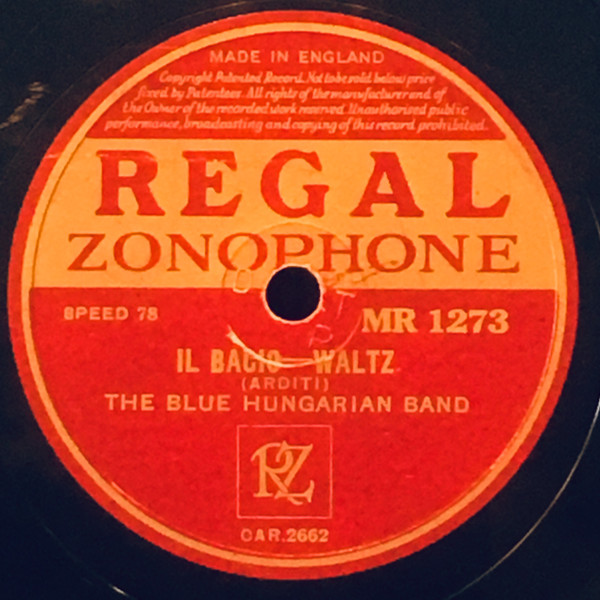 MADE IN ENGLAND
Copyright Patented Record. Not to be sold below price
fixed by Patentees. All rights of the manufacturer and of
the Owner of the recorded work reserved. Unauthorised public
performance, broadcasting and copying of this record prohibited.
REGAL
ZONOPHONE
SPEED 78
MR 1273
IL BACIO—WALTZ
(ARDITI)
THE BLUE HUNGARIAN BAND
RZ
CAR.2662